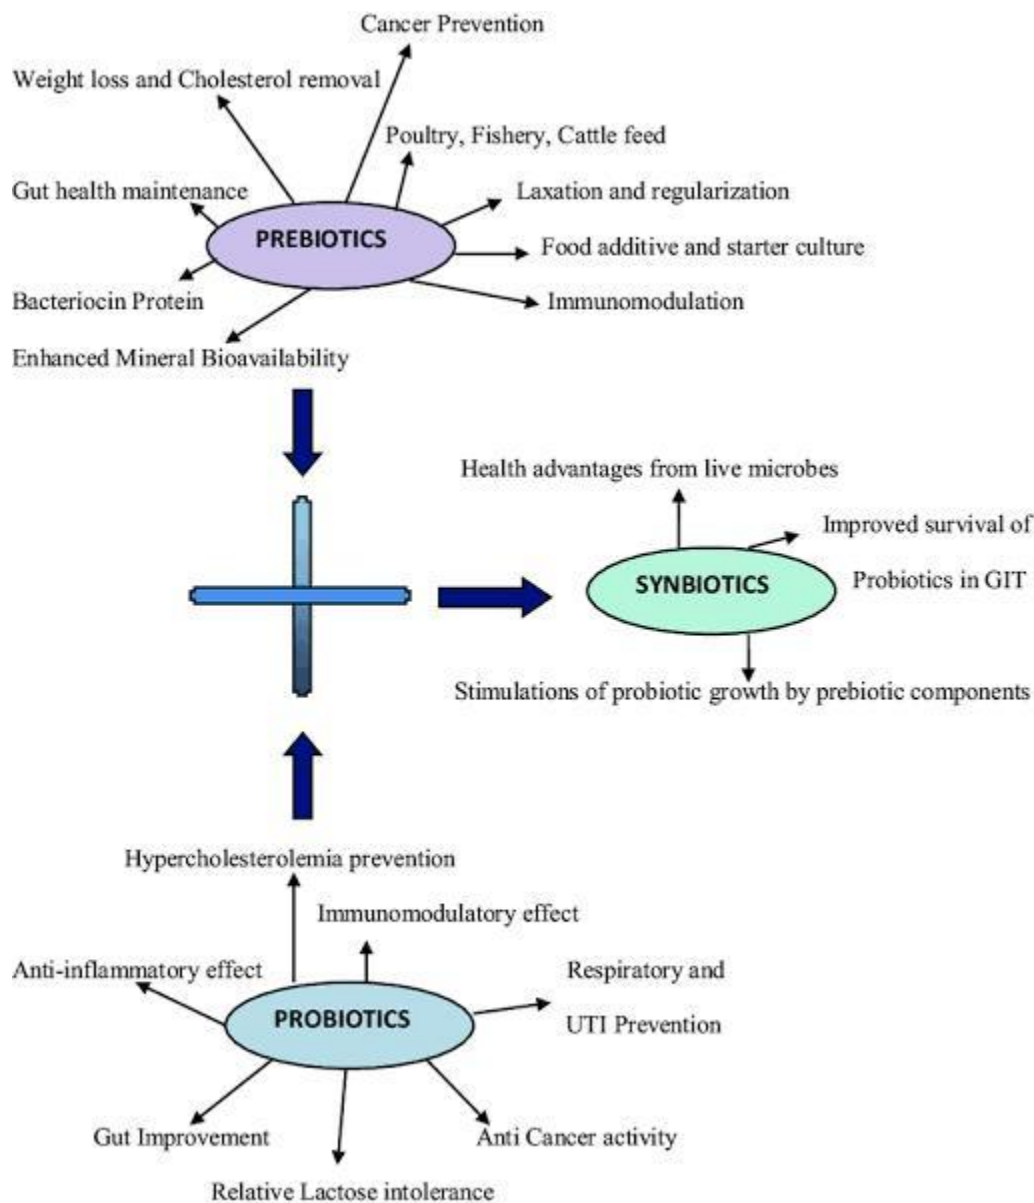 Cancer Prevention
Weight loss and Cholesterol removal
Poultry, Fishery, Cattle feed
Gut health maintenance
Laxation and regularization
PREBIOTICS
Food additive and starter culture
Bacteriocin Protein
Immunomodulation
Enhanced Mineral Bioavailability
Health advantages from live microbes
Improved survival of
Probiotics in GIT
SYNBIOTICS
Stimulations of probiotic growth by prebiotic components
Hypercholesterolemia prevention
Immunomodulatory effect
Anti-inflammatory effect
Respiratory and
UTI Prevention
PROBIOTICS
Gut Improvement
Anti Cancer activity
Relative Lactose intolerance